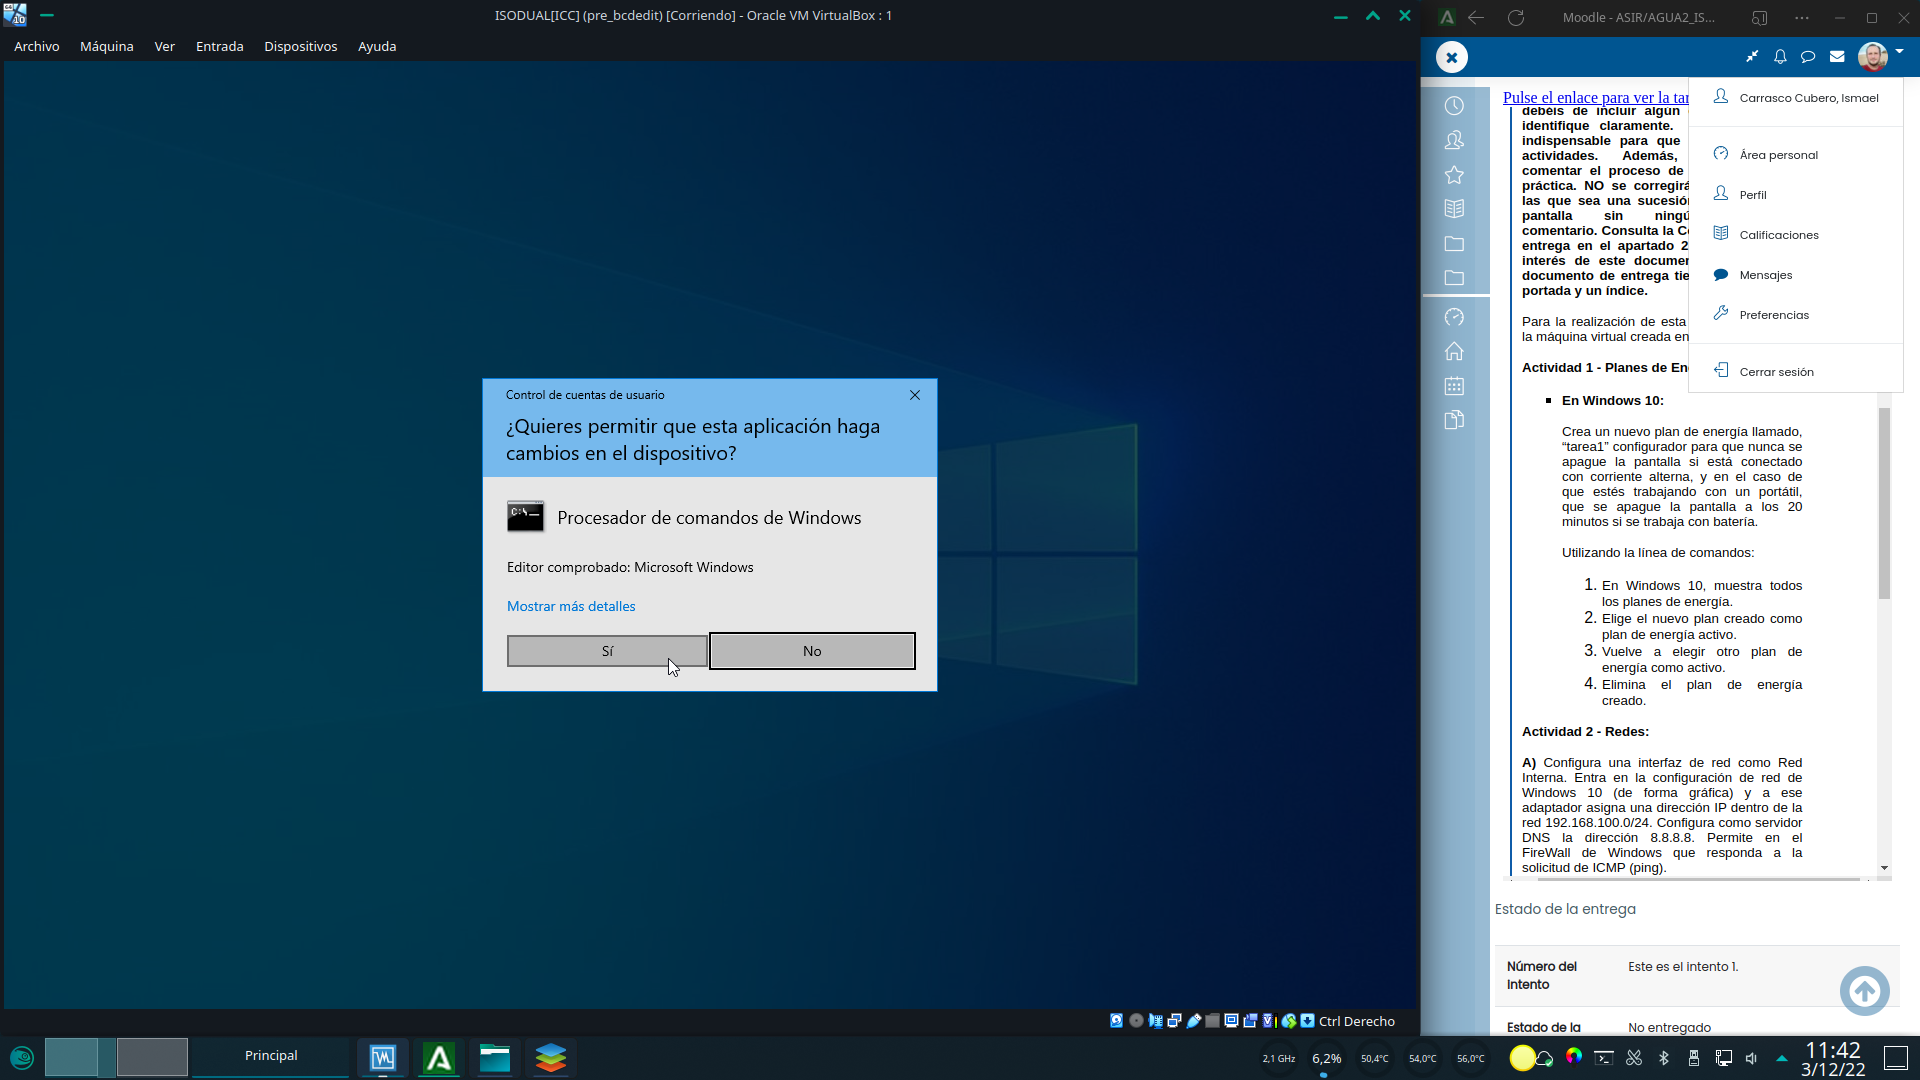 ISODUAL[ICC] (pre_bcdedit) [Corriendo] - Oracle VM VirtualBox : 1
Archivo Máquina Ver Entrada Dispositivos Ayuda
Control de cuentas de usuario
¿Quieres permitir que esta aplicación haga
cambios en el dispositivo?
C:\
Procesador de comandos de Windows
Editor comprobado: Microsoft Windows
Mostrar más detalles
Sí
No
Ctrl Derecho
Moodle - ASIR/AGUA2_IS...
Carrasco Cubero, Ismael
Área personal
Perfil
Calificaciones
Mensajes
Preferencias
Cerrar sesión
Pulse el enlace para ver la tar
debéis de incluir algún
identifique claramente.
indispensable para que
actividades. Además,
comentar el proceso de
práctica. NO se corregirá
las que sea una sucesión
pantalla sin ningú
comentario. Consulta la
entrega en el apartado 2
interés de este documen
documento de entrega tie
portada y un índice.
Para la realización de esta
la máquina virtual creada en
Actividad 1 - Planes de En
En Windows 10:
Crea un nuevo plan de energía llamado,
“tarea1” configurador para que nunca se
apague la pantalla si está conectado
con corriente alterna, y en el caso de
que estés trabajando con un portátil,
que se apague la pantalla a los 20
minutos si se trabaja con batería.
Utilizando la línea de comandos:
1. En Windows 10, muestra todos
los planes de energía.
2. Elige el nuevo plan creado como
plan de energía activo.
3. Vuelve a elegir otro plan de
energía como activo.
4. Elimina el plan de energía
creado.
Actividad 2 - Redes:
A) Configura una interfaz de red como Red
Interna. Entra en la configuración de red de
Windows 10 (de forma gráfica) y a ese
adaptador asigna una dirección IP dentro de la
red 192.168.100.0/24. Configura como servidor
DNS la dirección 8.8.8.8. Permite en el
FireWall de Windows que responda a la
solicitud de ICMP (ping).
Estado de la entrega
Número del
Intento
Este es el intento 1.
Estado de la
No entregado
Principal
2,1 GHz
6,2%
50,4°C
54,0°C
56,0°C
11:42
3/12/22